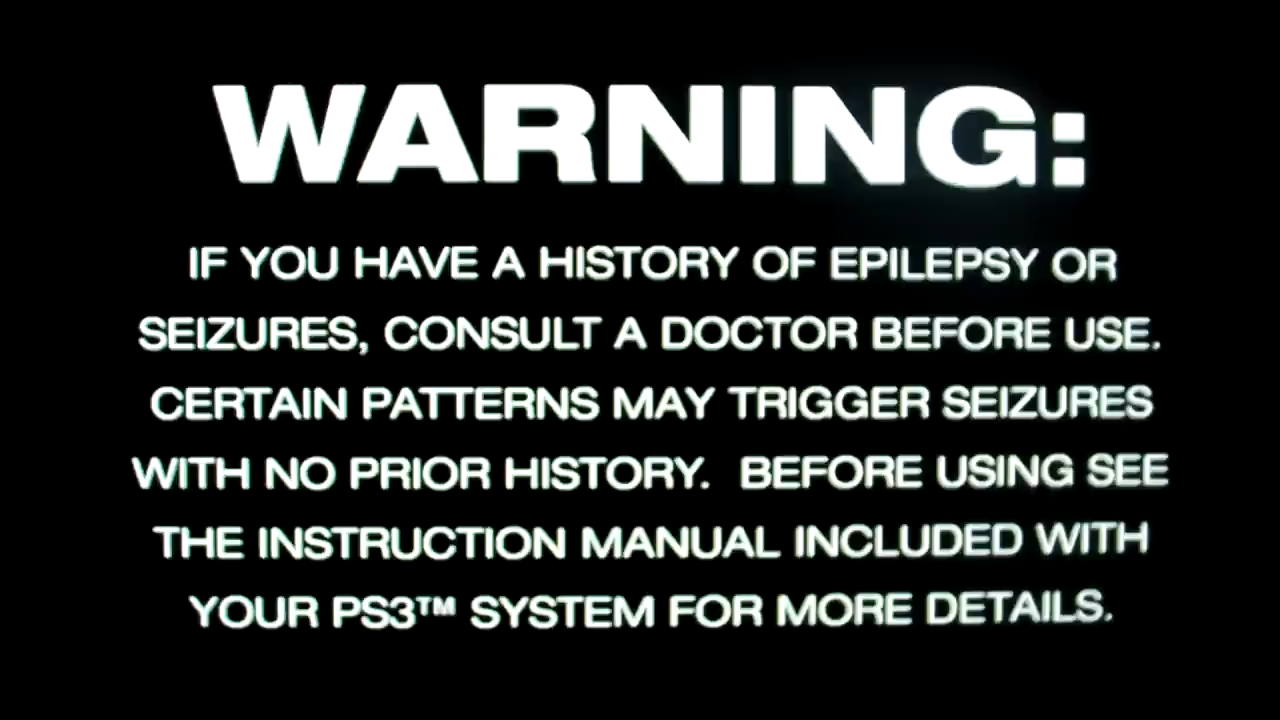 WARNING:
IF YOU HAVE A HISTORY OF EPILEPSY OR
SEIZURES, CONSULT A DOCTOR BEFORE USE.
CERTAIN PATTERNS MAY TRIGGER SEIZURES
WITH NO PRIOR HISTORY.  BEFORE USING SEE
THE INSTRUCTION MANUAL INCLUDED WITH
YOUR PS3™ SYSTEM FOR MORE DETAILS.